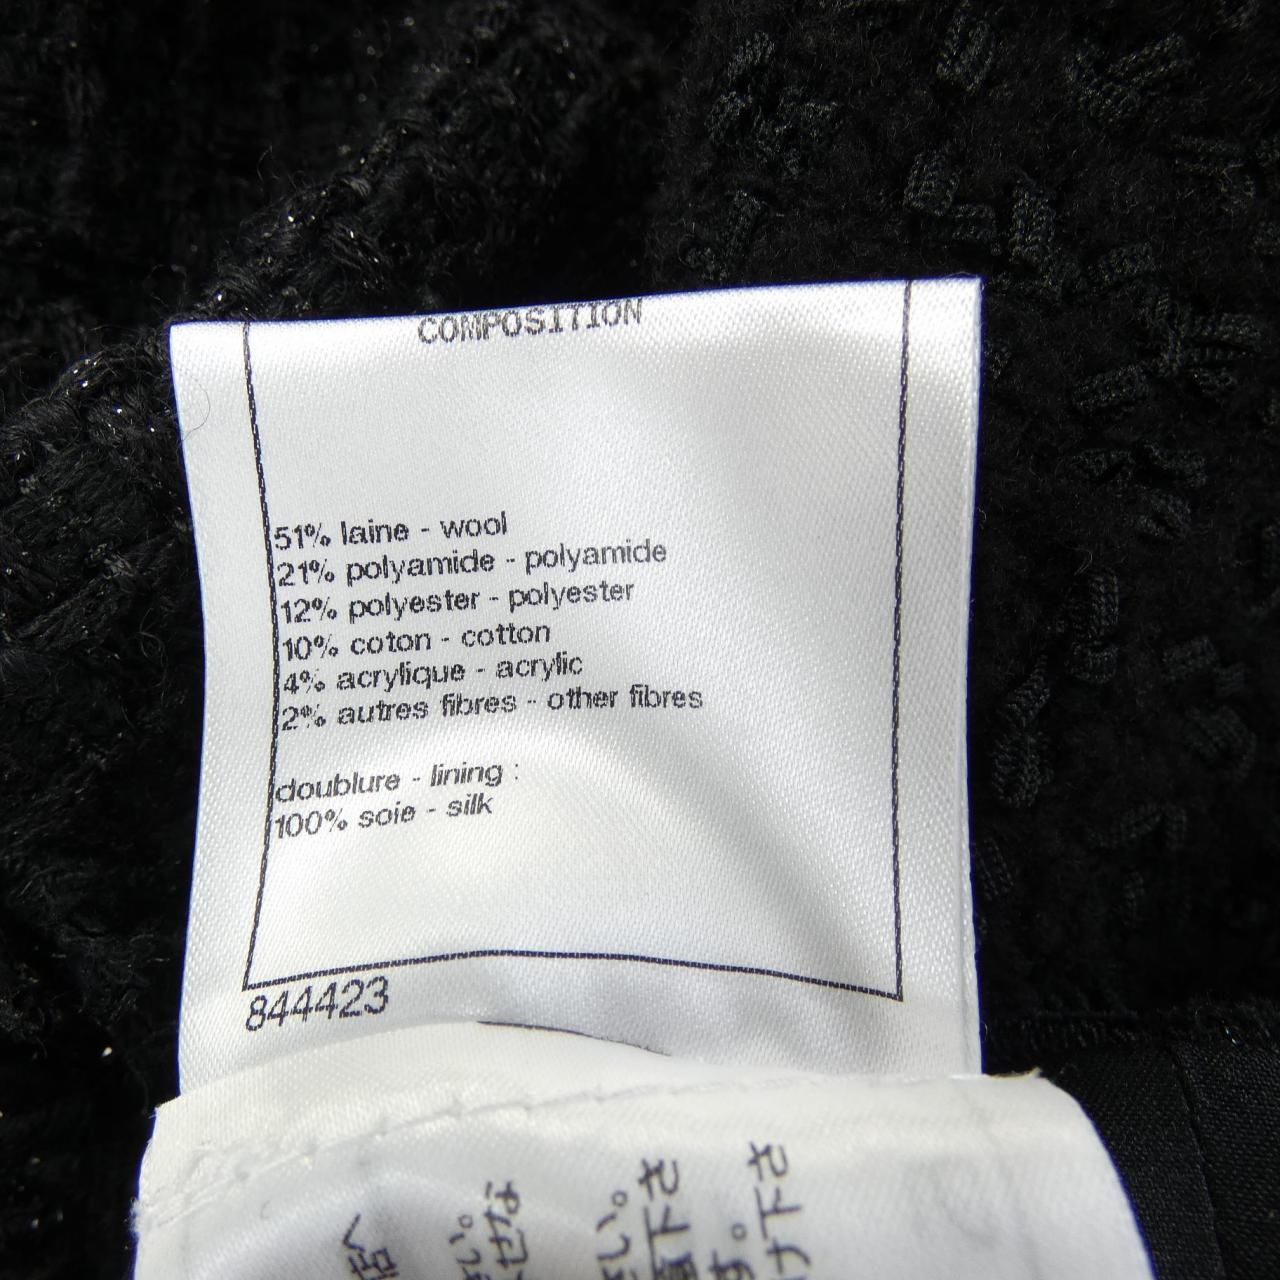 COMPOSITION
51% laine - wool
21% polyamide - polyamide
12% polyester - polyester
10% coton - cotton
4% acrylique - acrylic
2% autres fibres - other fibres
doublure - lining :
100% soie - silk
844423